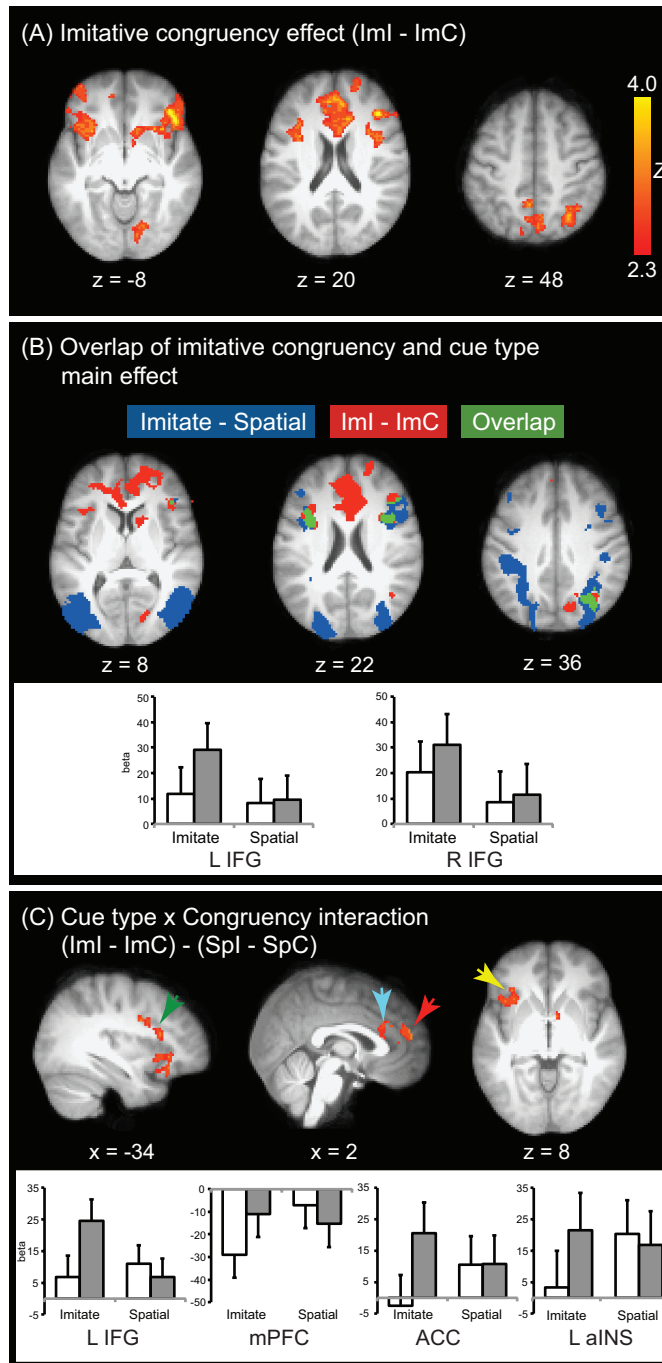 (A) Imitative congruency effect (ImI - ImC)
4.0
Z
2.3
z = -8
z = 20
z = 48
(B) Overlap of imitative congruency and cue type
main effect
Imitate - Spatial
ImI - ImC
Overlap
z = 8
z = 22
z = 36
50
40
30
20
10
0
beta
Imitate
Spatial
L IFG
50
40
30
20
10
0
Imitate
Spatial
R IFG
(C) Cue type x Congruency interaction
(ImI - ImC) - (SpI - SpC)
x = -34
x = 2
z = 8
35
25
15
5
-5
beta
Imitate
Spatial
L IFG
0
-10
-20
-30
-40
-50
Imitate
Spatial
mPFC
35
25
15
5
-5
Imitate
Spatial
ACC
35
25
15
5
-5
Imitate
Spatial
L aINS